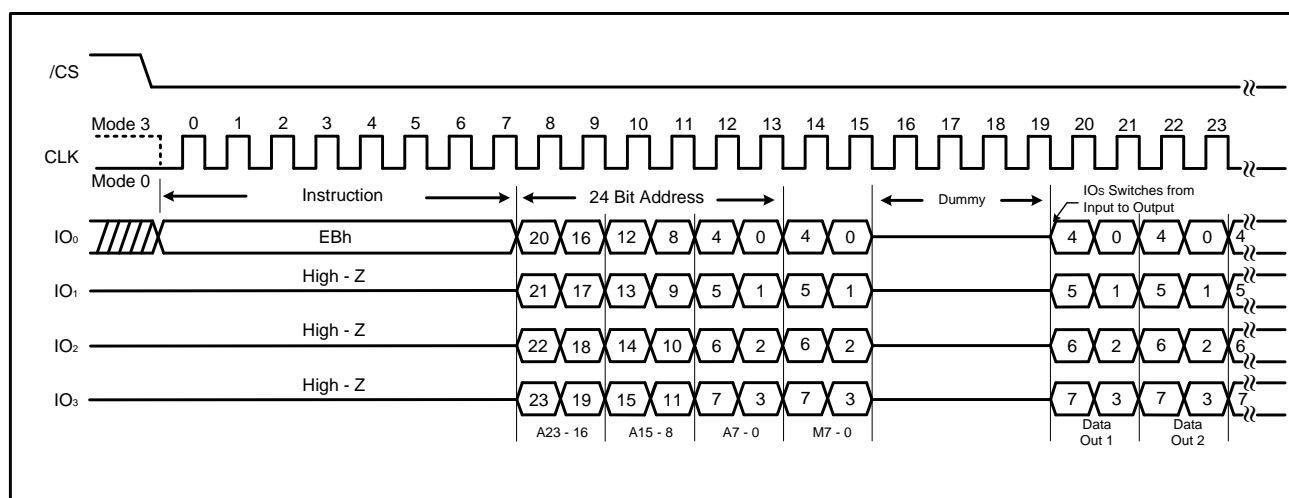 /CS
Mode 3 0 1 2 3 4 5 6 7 8 9 10 11 12 13 14 15 16 17 18 19 20 21 22 23
CLK
Mode 0
Instruction 24 Bit Address Dummy IOs Switches from
Input to Output
IO0 EBh 20 16 12 8 4 0 4 0 4 0 4 0 4
High - Z
IO1 21 17 13 9 5 1 5 1 5 1 5 1 5
High - Z
IO2 22 18 14 10 6 2 6 2 6 2 6 2 6
High - Z
IO3 23 19 15 11 7 3 7 3 7 3 7 3 7
A23 - 16 A15 - 8 A7 - 0 M7 - 0 Data Data
Out 1 Out 2